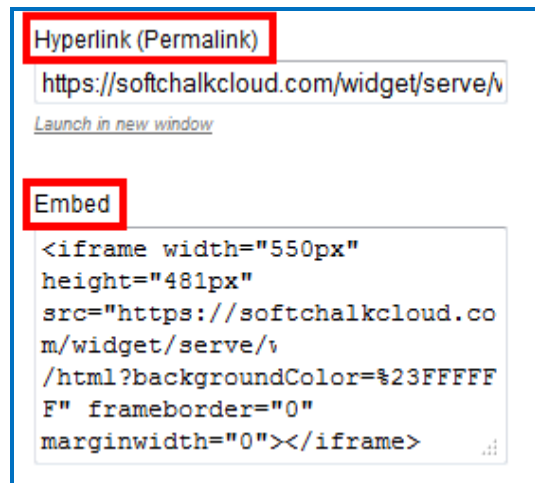 Hyperlink (Permalink)
https://softchalkcloud.com/widget/serve/
Launch in new window
Embed
<iframe width="550px"
height="481px"
src="https://softchalkcloud.co
m/widget/serve/
/html?backgroundColor=%23FFFFF
F" frameborder="0"
marginwidth="0"></iframe>